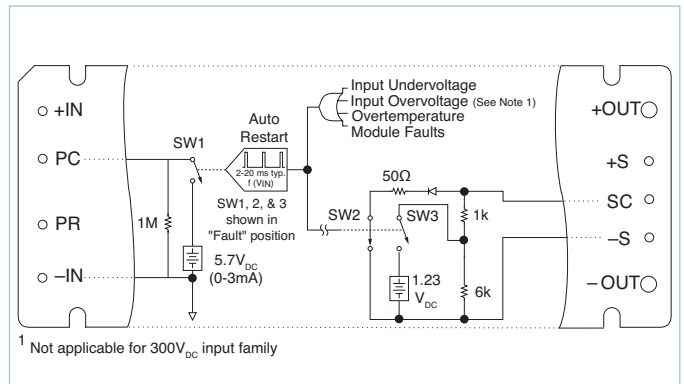 +IN
PC
PR
–IN
1M
SW1
5.7VDC
(0-3mA)
Auto
Restart
2-20 ms typ.
f (VIN)
SW1, 2, & 3
shown in
"Fault" position
Input Undervoltage
Input Overvoltage (See Note 1)
Overtemperature
Module Faults
50Ω
SW2
SW3
1k
1.23
VDC
6k
+OUT
+S
SC
–S
–OUT
1 Not applicable for 300VDC input family